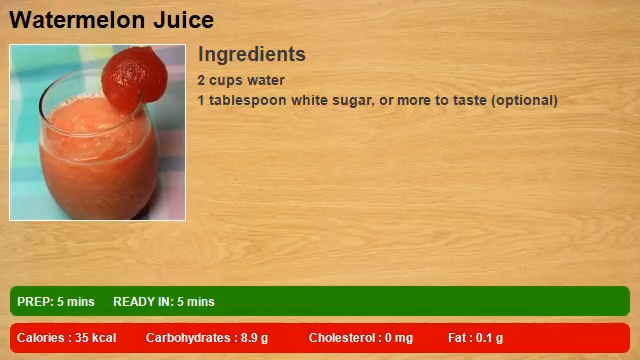 Watermelon Juice
Ingredients
2 cups water
1 tablespoon white sugar, or more to taste (optional)
PREP: 5 mins READY IN: 5 mins
Calories : 35 kcal Carbohydrates : 8.9 g Cholesterol : 0 mg Fat : 0.1 g